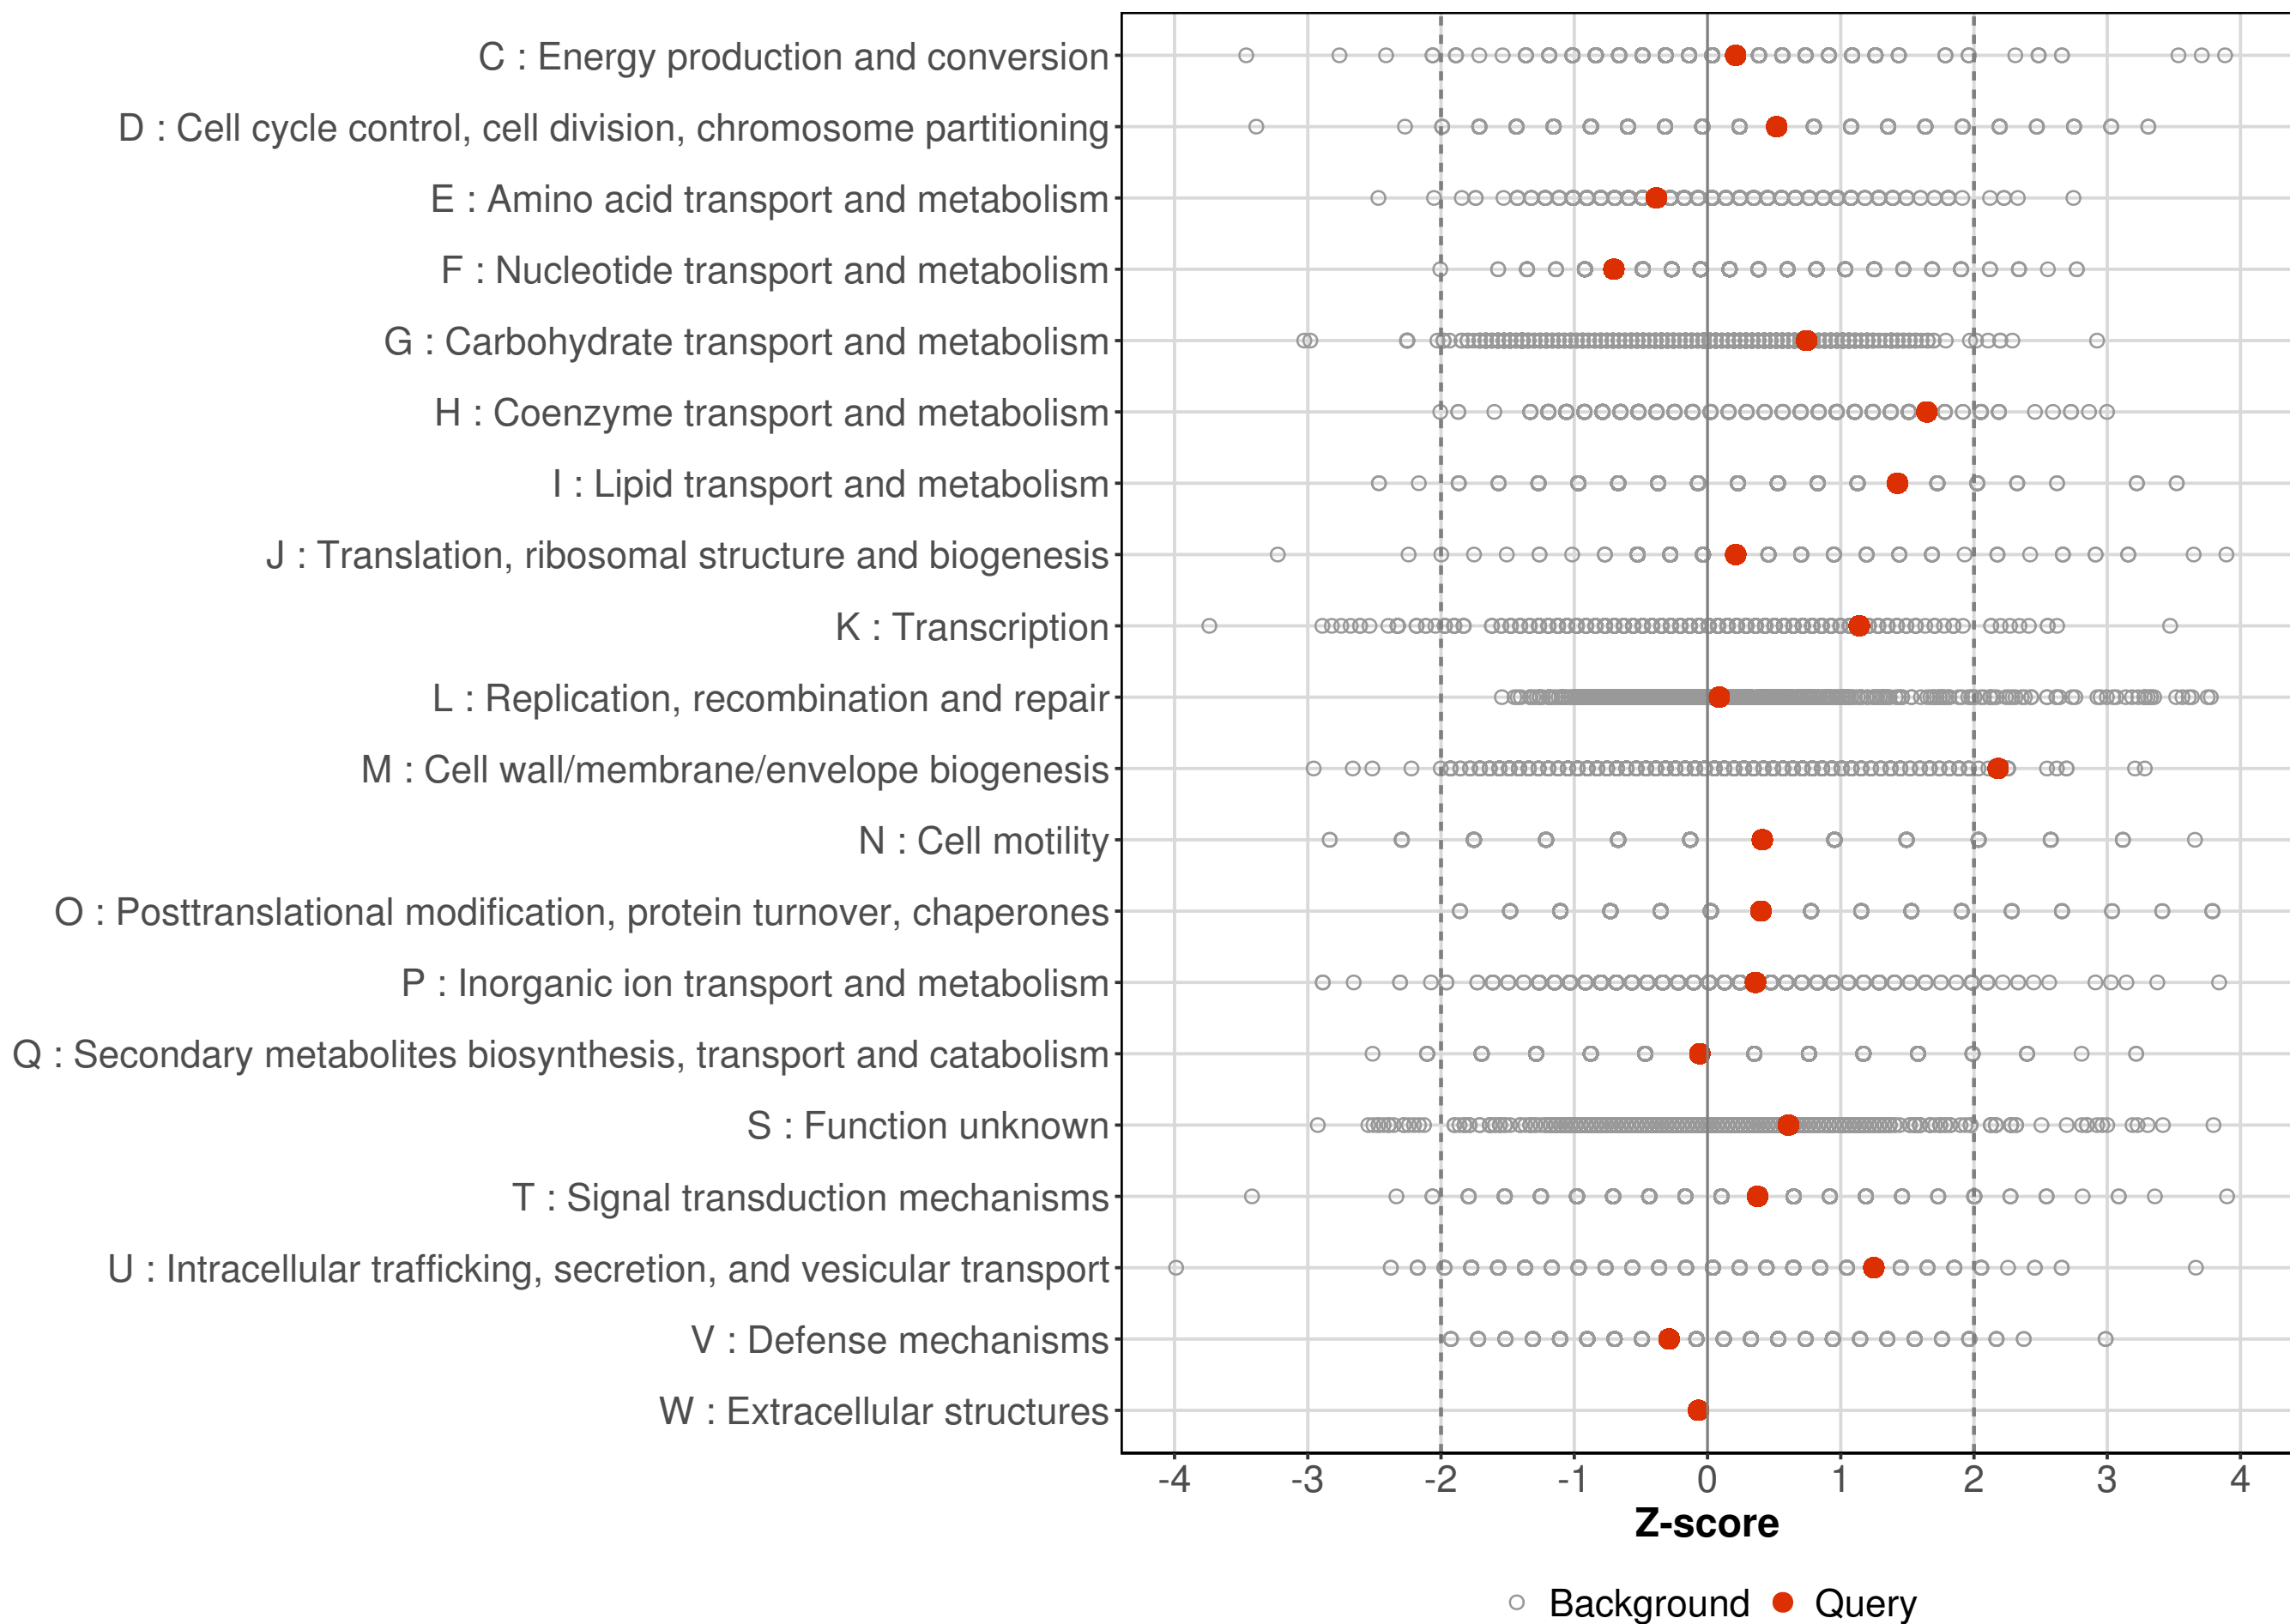 C : Energy production and conversion
D : Cell cycle control, cell division, chromosome partitioning
E : Amino acid transport and metabolism
F : Nucleotide transport and metabolism
G : Carbohydrate transport and metabolism
H : Coenzyme transport and metabolism
I : Lipid transport and metabolism
J : Translation, ribosomal structure and biogenesis
K : Transcription
L : Replication, recombination and repair
M : Cell wall/membrane/envelope biogenesis
N : Cell motility
O : Posttranslational modification, protein turnover, chaperones
P : Inorganic ion transport and metabolism
Q : Secondary metabolites biosynthesis, transport and catabolism
S : Function unknown
T : Signal transduction mechanisms
U : Intracellular trafficking, secretion, and vesicular transport
V : Defense mechanisms
W : Extracellular structures
-4 -3 -2 -1 0 1 2 3 4
Z-score
Background Query